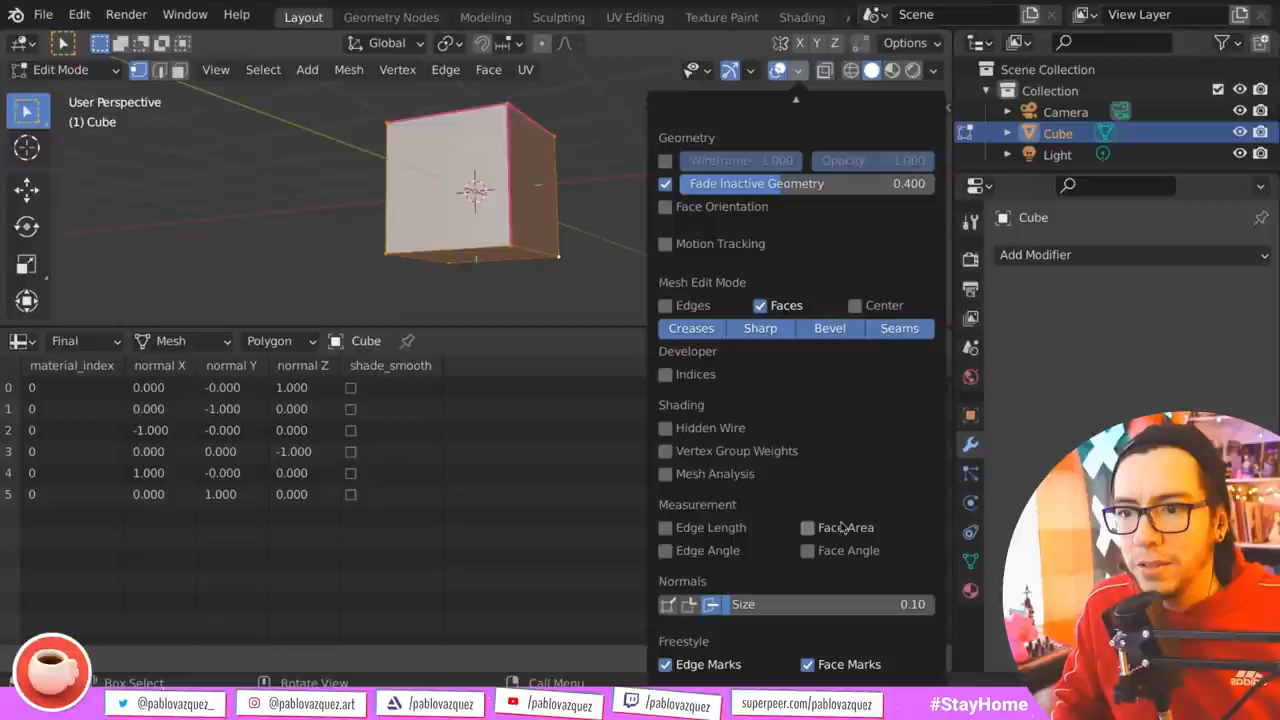 File Edit Render Window Help Layout Geometry Nodes Modeling Sculpting UV Editing Texture Paint Shading Scene View Layer
Global X Y Z Options
Edit Mode View Select Add Mesh Vertex Edge Face UV
User Perspective
(1) Cube
Scene Collection
Collection
Camera
Cube
Light
Cube
Add Modifier
Geometry
Wireframe 1.000 Opacity 1.000
Fade Inactive Geometry 0.400
Face Orientation
Motion Tracking
Mesh Edit Mode
Edges Faces Center
Creases Sharp Bevel Seams
Developer
Indices
Shading
Hidden Wire
Vertex Group Weights
Mesh Analysis
Measurement
Edge Length Face Area
Edge Angle Face Angle
Normals
Size 0.10
Freestyle
Edge Marks Face Marks
Final Mesh Polygon Cube
material_index normal X normal Y normal Z shade_smooth
0 0 0.000 -0.000 1.000
1 0 0.000 -1.000 0.000
2 0 -1.000 -0.000 0.000
3 0 0.000 0.000 -1.000
4 0 1.000 -0.000 0.000
5 0 0.000 1.000 0.000
Box Select Rotate View Call Menu
@pablovazquez_ @pablovazquez.art /pablovazquez /pablovazquez /pablovazquez superpeer.com/pablovazquez #StayHome